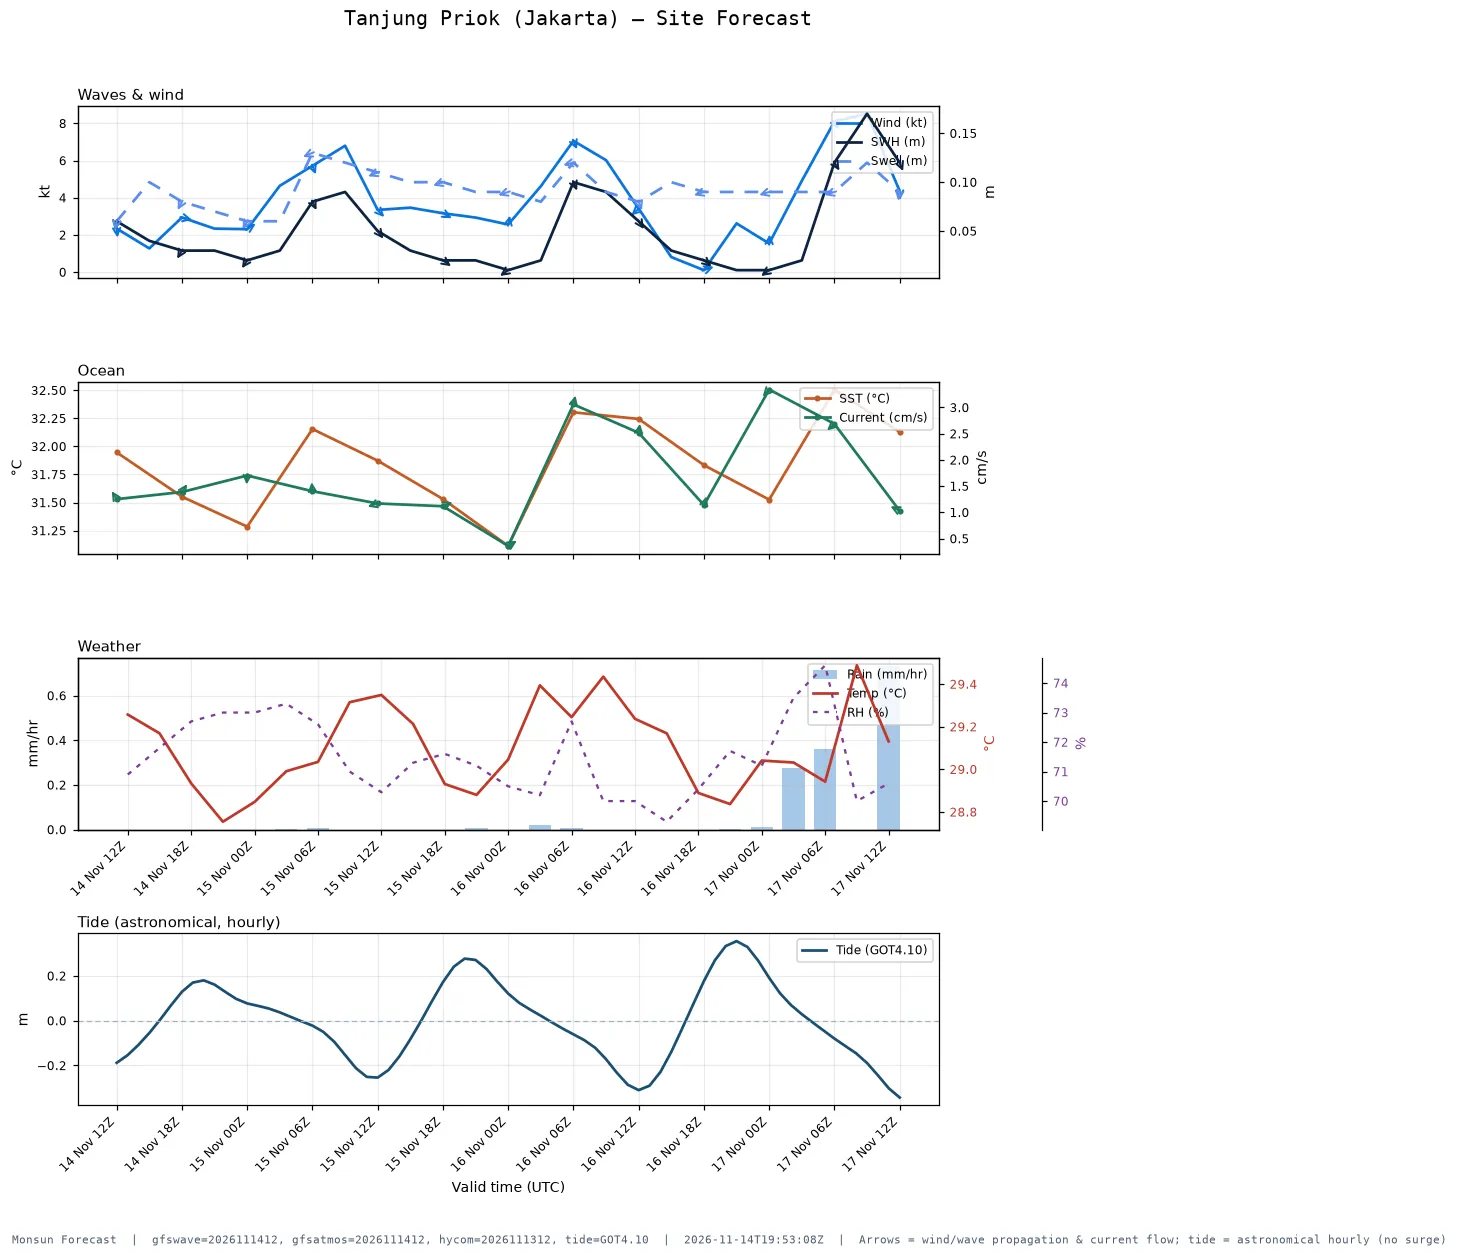 Tanjung Priok (Jakarta) — Site Forecast
Waves & wind
8
6
4
2
0
kt
0.15
0.10
0.05
m
Wind (kt)
SWH (m)
Swell (m)
Ocean
32.50
32.25
32.00
31.75
31.50
31.25
°C
3.0
2.5
2.0
1.5
1.0
0.5
cm/s
SST (°C)
Current (cm/s)
Weather
0.6
0.4
0.2
0.0
mm/hr
29.4
29.2
29.0
28.8
°C
74
73
72
71
70
%
Rain (mm/hr)
Temp (°C)
RH (%)
14 Nov 12Z
14 Nov 18Z
15 Nov 00Z
15 Nov 06Z
15 Nov 12Z
15 Nov 18Z
16 Nov 00Z
16 Nov 06Z
16 Nov 12Z
16 Nov 18Z
17 Nov 00Z
17 Nov 06Z
17 Nov 12Z
Tide (astronomical, hourly)
0.2
0.0
−0.2
m
Tide (GOT4.10)
14 Nov 12Z
14 Nov 18Z
15 Nov 00Z
15 Nov 06Z
15 Nov 12Z
15 Nov 18Z
16 Nov 00Z
16 Nov 06Z
16 Nov 12Z
16 Nov 18Z
17 Nov 00Z
17 Nov 06Z
17 Nov 12Z
Valid time (UTC)
Monsun Forecast | gfswave=2026111412, gfsatmos=2026111412, hycom=2026111312, tide=GOT4.10 | 2026-11-14T19:53:08Z | Arrows = wind/wave propagation & current flow; tide = astronomical hourly (no surge)